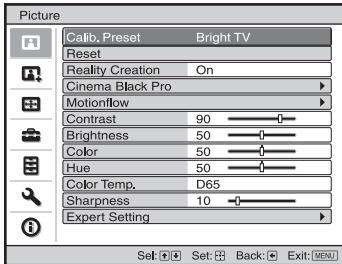 Picture
Calib. Preset Bright TV
Reset
Reality Creation On
Cinema Black Pro
Motionflow
Contrast 90
Brightness 50
Color 50
Hue 50
Color Temp. D65
Sharpness 10
Expert Setting
Sel: Set: Back: Exit: MENU